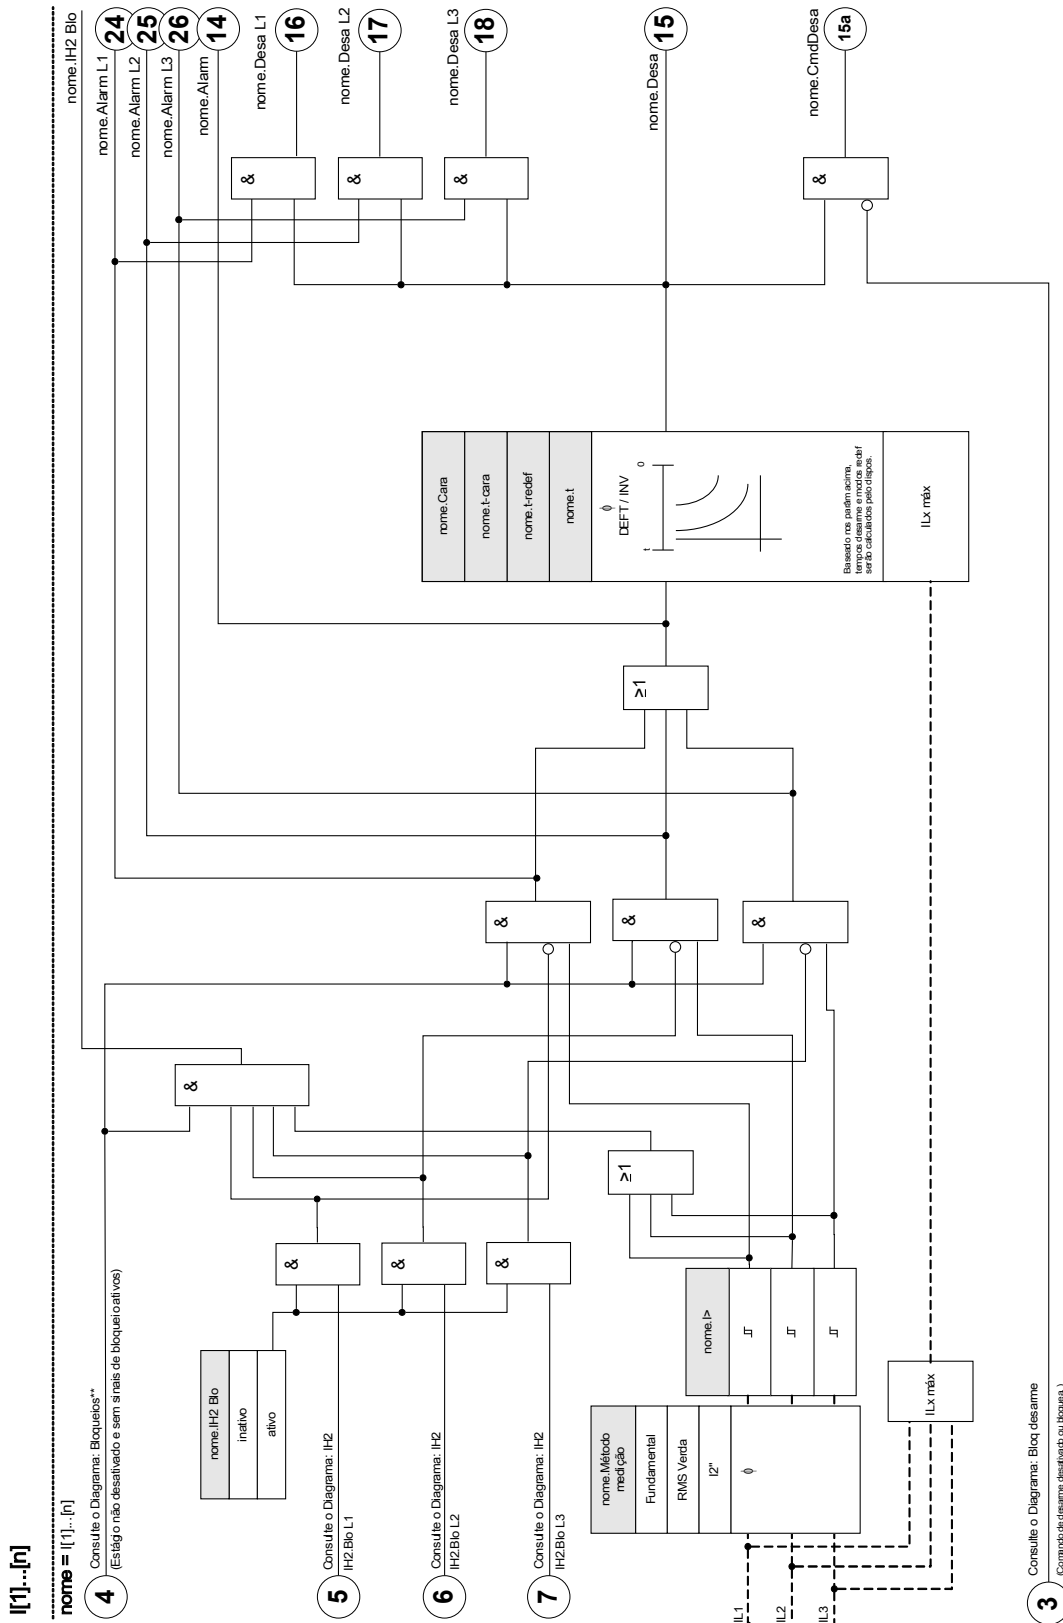 I[1]...[n]
nome = I[1]...[n]
4
Consulte o Diagrama: Bloqueios**
(Estágio não desativado e sem sinais de bloqueio ativos)
nome.IH2 Blo
inativo
ativo
5
Consulte o Diagrama: IH2
IH2.Blo L1
6
Consulte o Diagrama: IH2
IH2.Blo L2
7
Consulte o Diagrama: IH2
IH2.Blo L3
&
&
&
&
nome.Método
medição
Fundamental
RMS Verda
I2"
ϕ
IL1
IL2
IL3
nome.I>
≥1
ILx máx
3
Consulte o Diagrama: Bloq desarme
(Comando de desarme desativado ou bloquea.)
&
&
&
≥1
nome.Cara
nome.t-cara
nome.t-redef
nome.t
ϕ
DEFT / INV
t
0
Baseado nos parâm acima,
tempos desarme e modos redef
serão calculados pelo dispos.
ILx máx
&
&
&
&
nome.IH2 Blo
nome.Alarm L1
24
nome.Alarm L2
25
nome.Alarm L3
26
nome.Alarm
14
nome.Desa L1
16
nome.Desa L2
17
nome.Desa L3
18
nome.Desa
15
nome.CmdDesa
15a